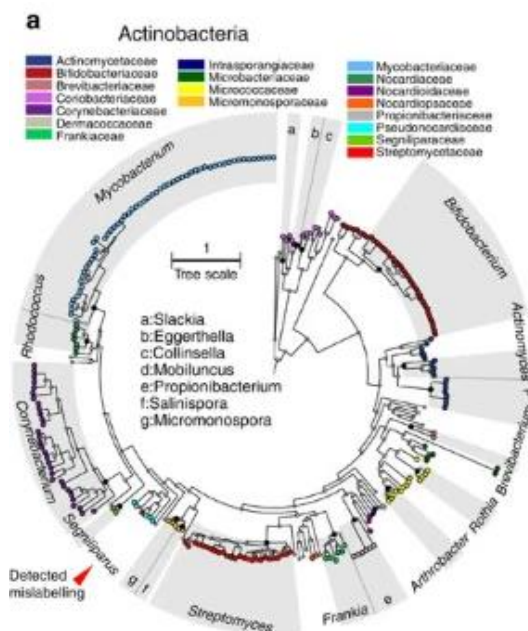 a
Actinobacteria
Actinomycetaceae
Bifidobacteriaceae
Brevibacteriaceae
Coriobacteriaceae
Corynebacteriaceae
Dermacoccaceae
Frankiaceae
Intrasporangiaceae
Microbacteriaceae
Micrococcaceae
Micromonosporaceae
Mycobacteriaceae
Nocardiaceae
Nocardioidaceae
Nocardiopsaceae
Propionibacteriaceae
Pseudonocardiaceae
Segniliparaceae
Streptomycetaceae
a
b
c
Mycobacterium
Bifidobacterium
1
Tree scale
a:Slackia
b:Eggerthella
c:Collinsella
d:Mobiluncus
e:Propionibacterium
f:Salinispora
g:Micromonospora
Rhodococcus
Actinomyces
Corynebacterium
Brevibacterium
Rothia
Arthrobacter
Segniliparus
Detected
mislabelling
g
f
Streptomyces
Frankia
e